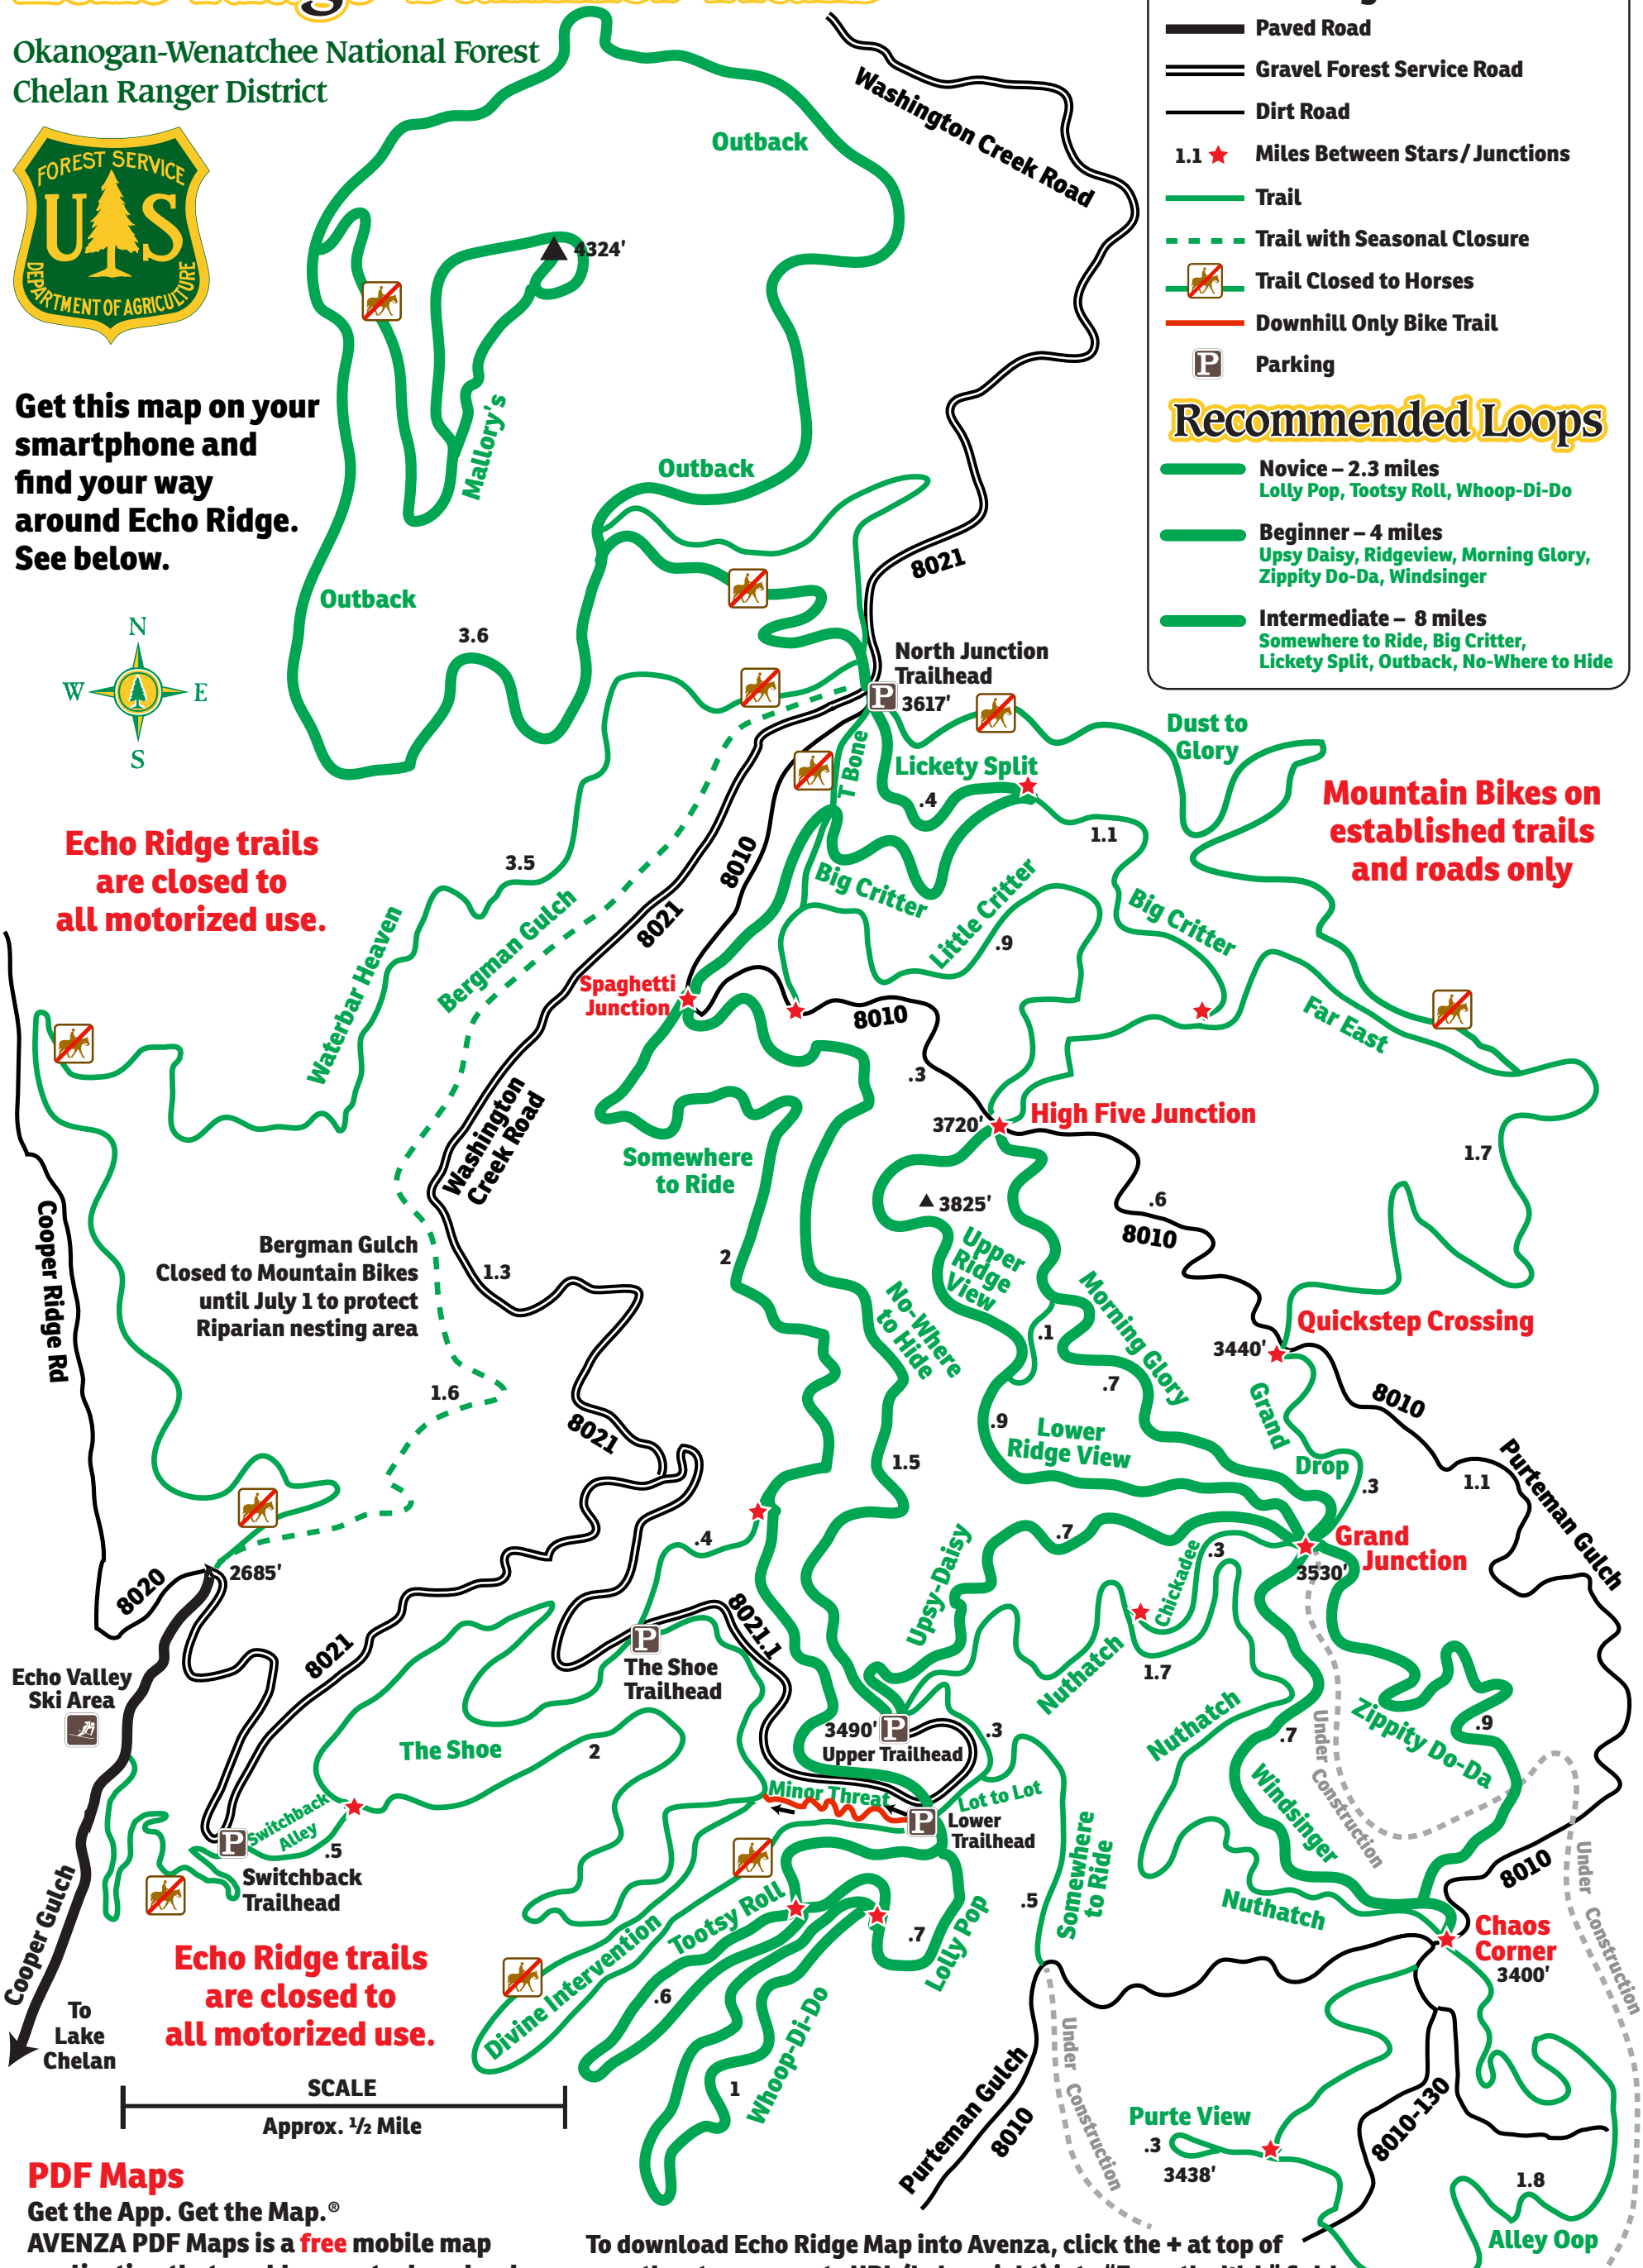 Okanogan-Wenatchee National Forest
Chelan Ranger District
FOREST SERVICE
U S
DEPARTMENT OF AGRICULTURE
Get this map on your
smartphone and
find your way
around Echo Ridge.
See below.
N
W
E
S
Paved Road
Gravel Forest Service Road
Dirt Road
1.1
Miles Between Stars/Junctions
Trail
Trail with Seasonal Closure
Trail Closed to Horses
Downhill Only Bike Trail
P
Parking
Recommended Loops
Novice – 2.3 miles
Lolly Pop, Tootsy Roll, Whoop-Di-Do
Beginner – 4 miles
Upsy Daisy, Ridgeview, Morning Glory,
Zippity Do-Da, Windsinger
Intermediate – 8 miles
Somewhere to Ride, Big Critter,
Lickety Split, Outback, No-Where to Hide
Washington Creek Road
Outback
4324'
Mallory's
Outback
Outback
3.6
8021
North Junction
Trailhead
P
3617'
Dust to
Glory
T Bone
Lickety Split
.4
1.1
Mountain Bikes on
established trails
and roads only
Echo Ridge trails
are closed to
all motorized use.
3.5
8010
8021
Big Critter
Little Critter
.9
Big Critter
Waterbar Heaven
Bergman Gulch
Spaghetti
Junction
8010
Far East
.3
Washington
Creek Road
3720'
High Five Junction
1.7
Somewhere
to Ride
3825'
.6
8010
Upper
Ridge
View
Cooper Ridge Rd
Bergman Gulch
Closed to Mountain Bikes
until July 1 to protect
Riparian nesting area
1.3
2
No-Where
to Hide
Morning Glory
.1
.7
Quickstep Crossing
3440'
8010
1.6
8021
.9
Lower
Ridge View
Grand
Drop
.3
1.5
1.1
Purteman Gulch
.4
Upsy-Daisy
.7
Chickadee
.3
Grand
Junction
3530'
2685'
8020
8021
8021.1
P
The Shoe
Trailhead
Nuthatch
1.7
Echo Valley
Ski Area
The Shoe
2
3490'
P
Upper Trailhead
.3
Nuthatch
.7
Under
Construction
Zippity Do-Da
.9
Minor Threat
Lot to Lot
P
Lower
Trailhead
Windsinger
Switchback
Alley
.5
P
Switchback
Trailhead
Somewhere
to Ride
.5
8010
Under
Construction
Cooper Gulch
Tootsy Roll
.7
Lolly Pop
Nuthatch
Chaos
Corner
3400'
Echo Ridge trails
are closed to
all motorized use.
To
Lake
Chelan
Divine Intervention
.6
Whoop-Di-Do
1
Under
Construction
Purteman Gulch
8010
Purte View
.3
3438'
8010-130
1.8
Alley Oop
SCALE
Approx. ½ Mile
PDF Maps
Get the App. Get the Map.®
AVENZA PDF Maps is a free mobile map
To download Echo Ridge Map into Avenza, click the + at top of